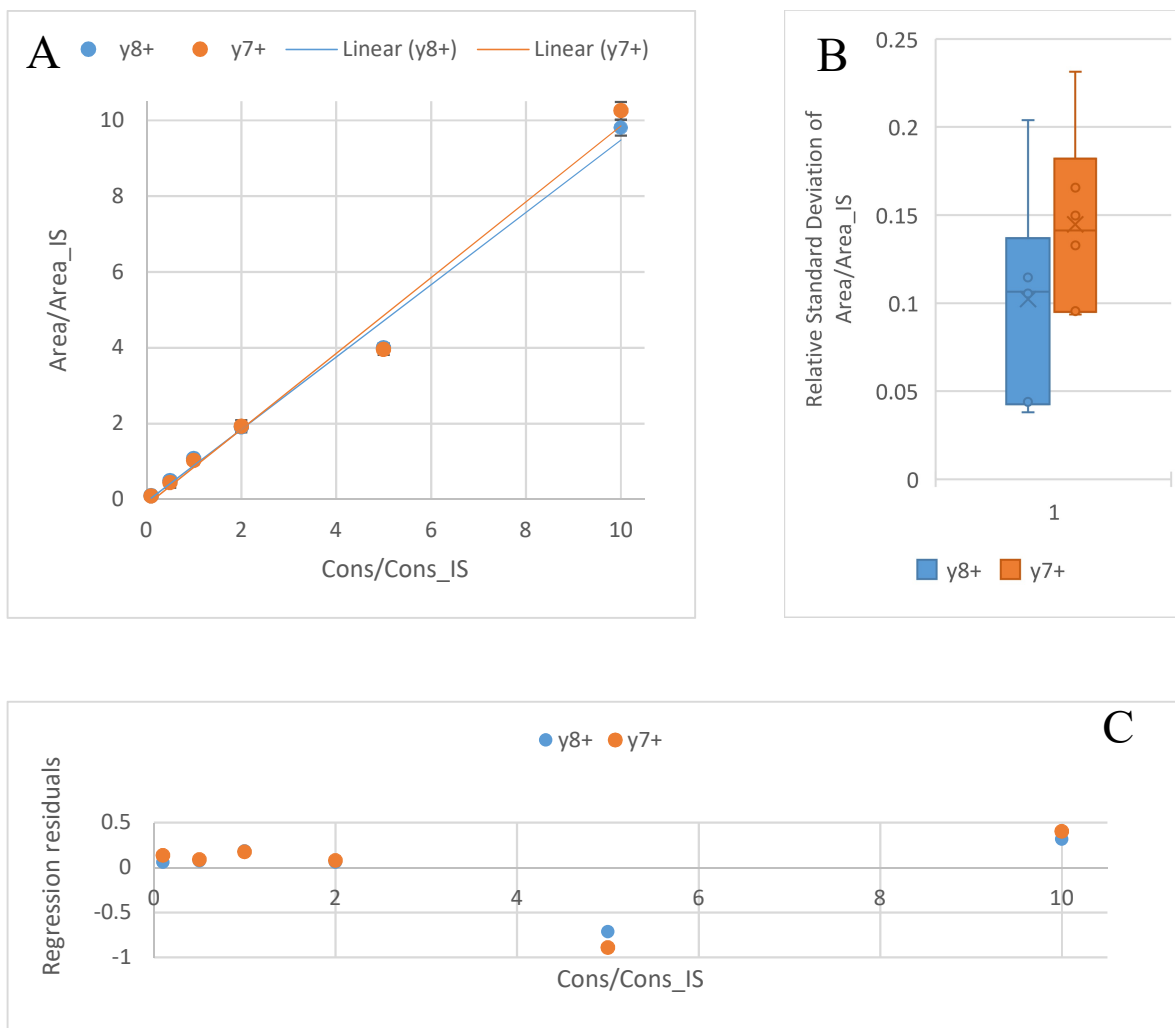 A
y8+ y7+ Linear (y8+) Linear (y7+)
10
8
6
4
2
0
0 2 4 6 8 10
Area/Area_IS
Cons/Cons_IS
B
0.25
0.2
0.15
0.1
0.05
0
Relative Standard Deviation of
Area/Area_IS
1
y8+ y7+
C
y8+ y7+
Regression residuals
0.5
0
-0.5
-1
0 2 4 6 8 10
Cons/Cons_IS